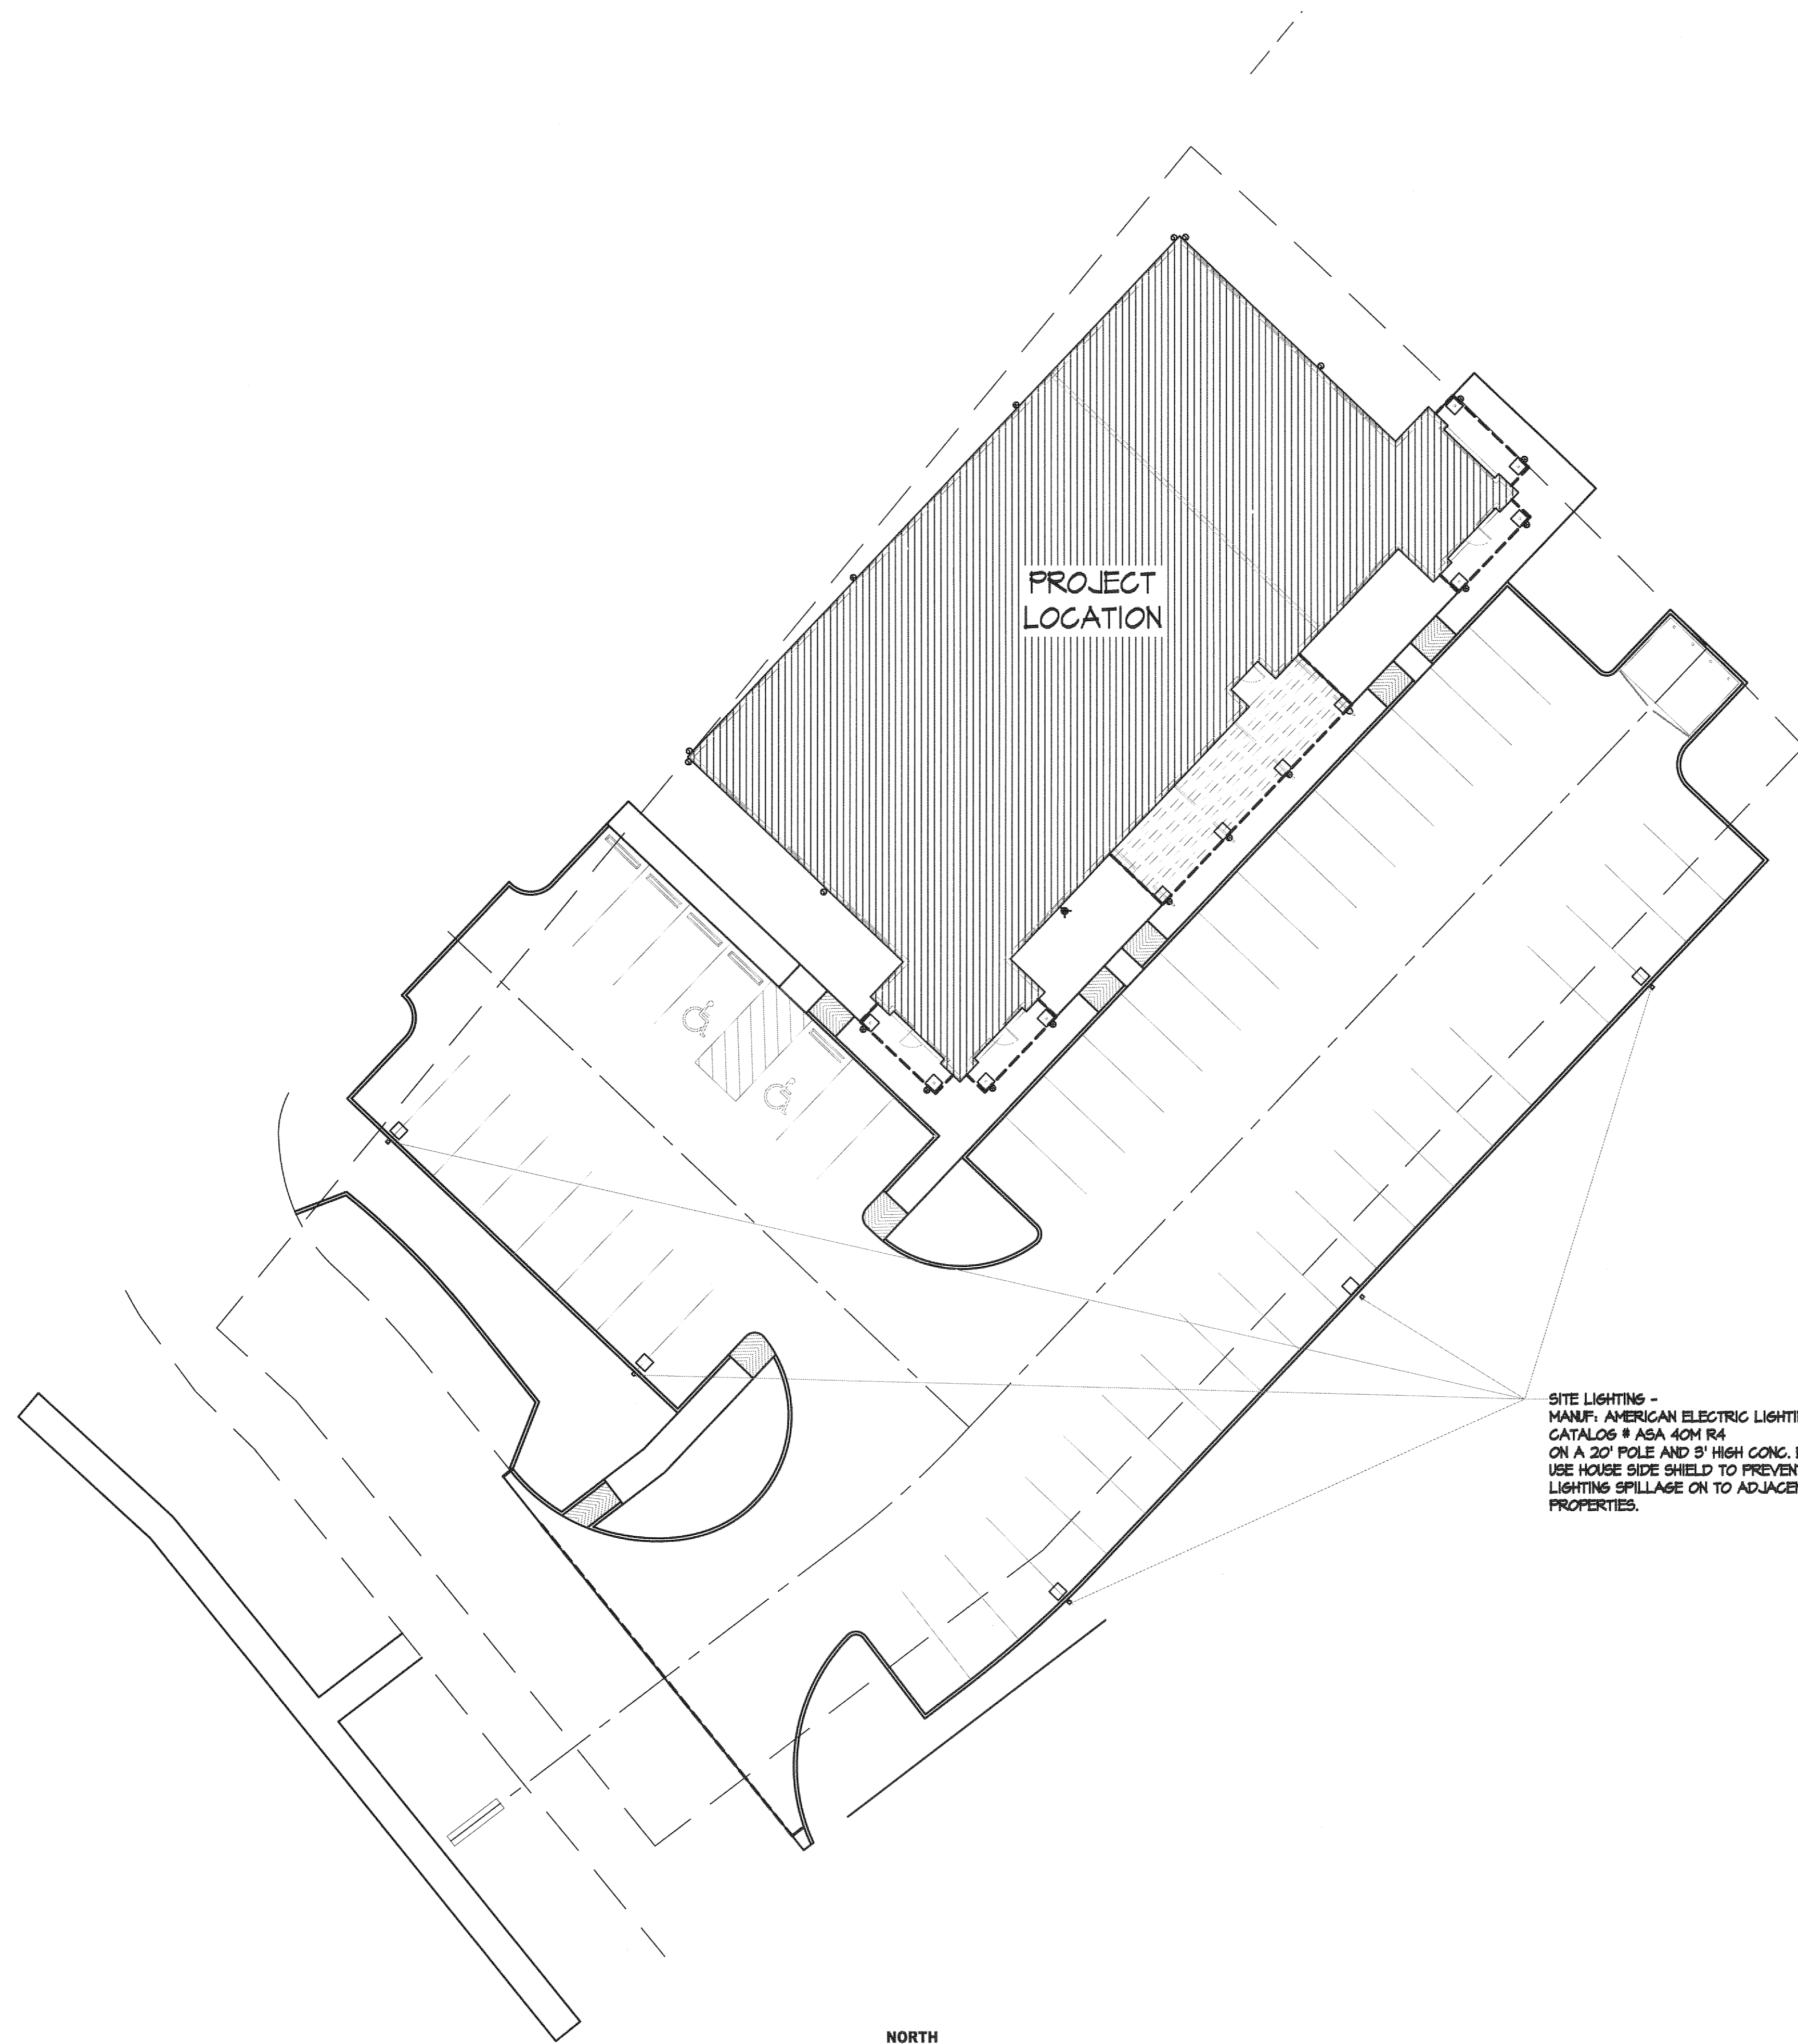 PROJECT
LOCATION
SITE LIGHTING -
MANUF: AMERICAN ELECTRIC LIGHTI
CATALOG # ASA 40M R4
ON A 20' POLE AND 3' HIGH CONC.
USE HOUSE SIDE SHIELD TO PREVEN
LIGHTING SPILLAGE ON TO ADJACE
PROPERTIES.
NORTH